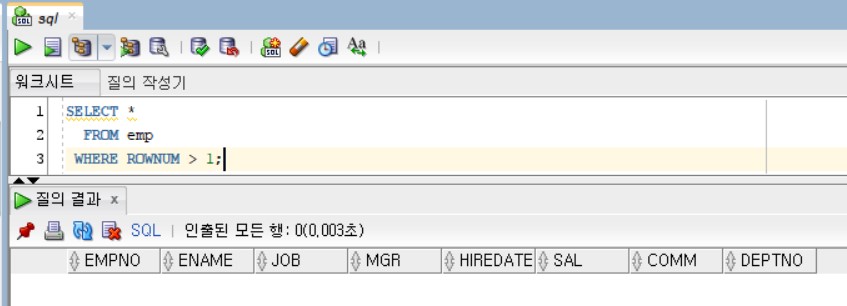 sql
워크시트 질의 작성기
1 SELECT *
2 FROM emp
3 WHERE ROWNUM > 1;
질의 결과 x
SQL | 인출된 모든 행: 0(0,003초)
EMPNO ENAME JOB MGR HIREDATE SAL COMM DEPTNO